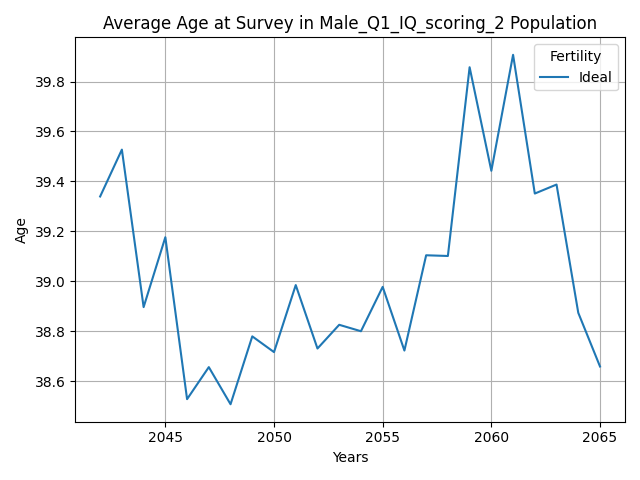 Average Age at Survey in Male_Q1_IQ_scoring_2 Population
Fertility
Ideal
39.8
39.6
39.4
39.2
39.0
38.8
38.6
Age
2045 2050 2055 2060 2065
Years